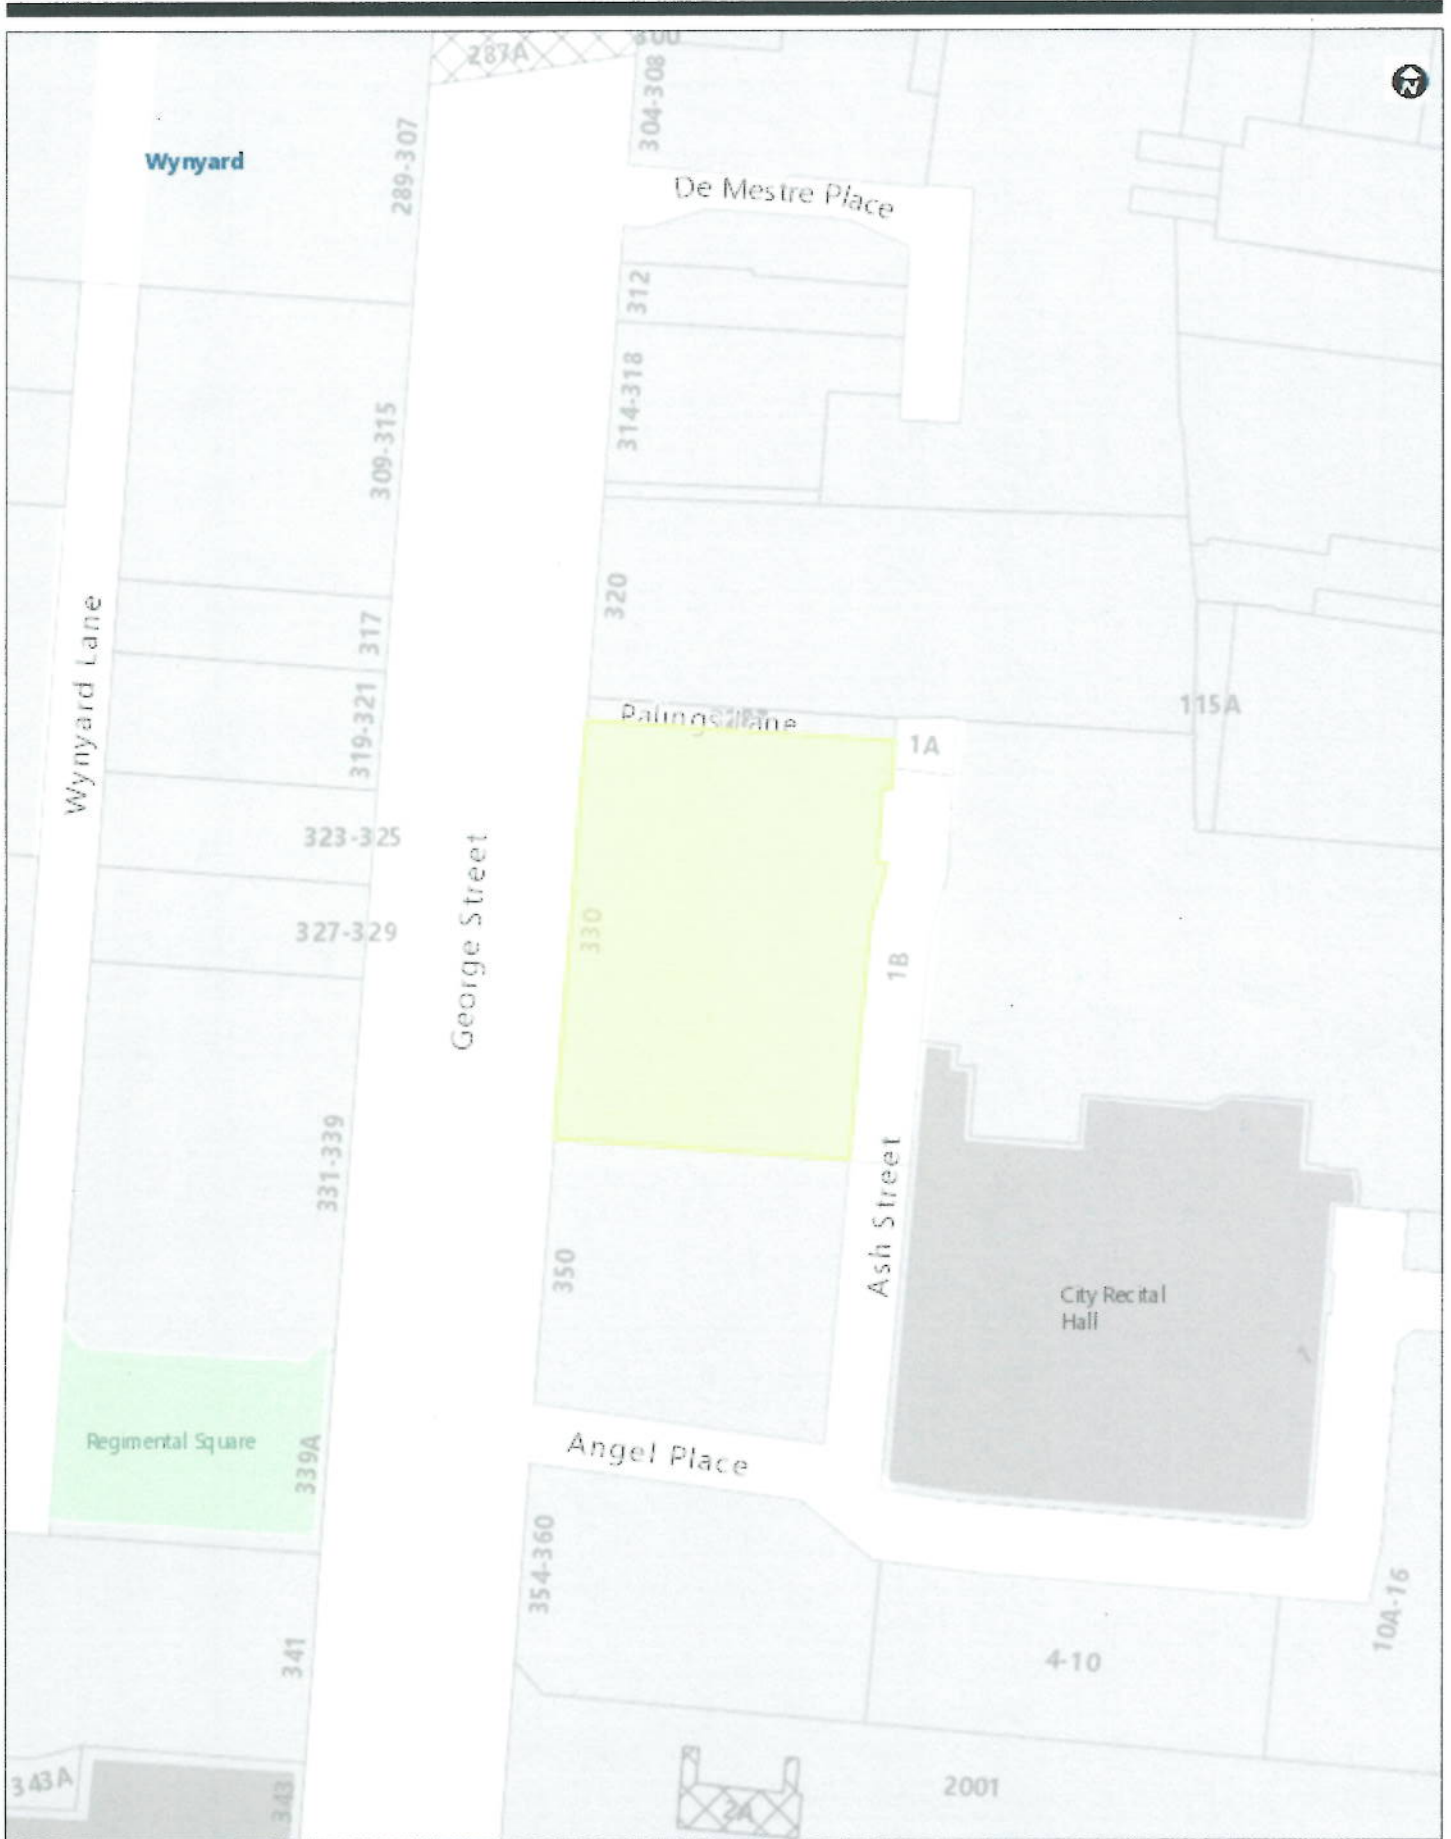 300
287A
304-308
N
289-307
Wynyard
De Mestre Place
312
314-318
309-315
320
317
Wynyard Lane
319-321
Palings Lane
115A
1A
323-325
George Street
330
327-329
1B
331-339
Ash Street
350
City Recital
Hall
Regimental Square
339A
Angel Place
354-360
10A-16
341
4-10
343A
343
2A
2001